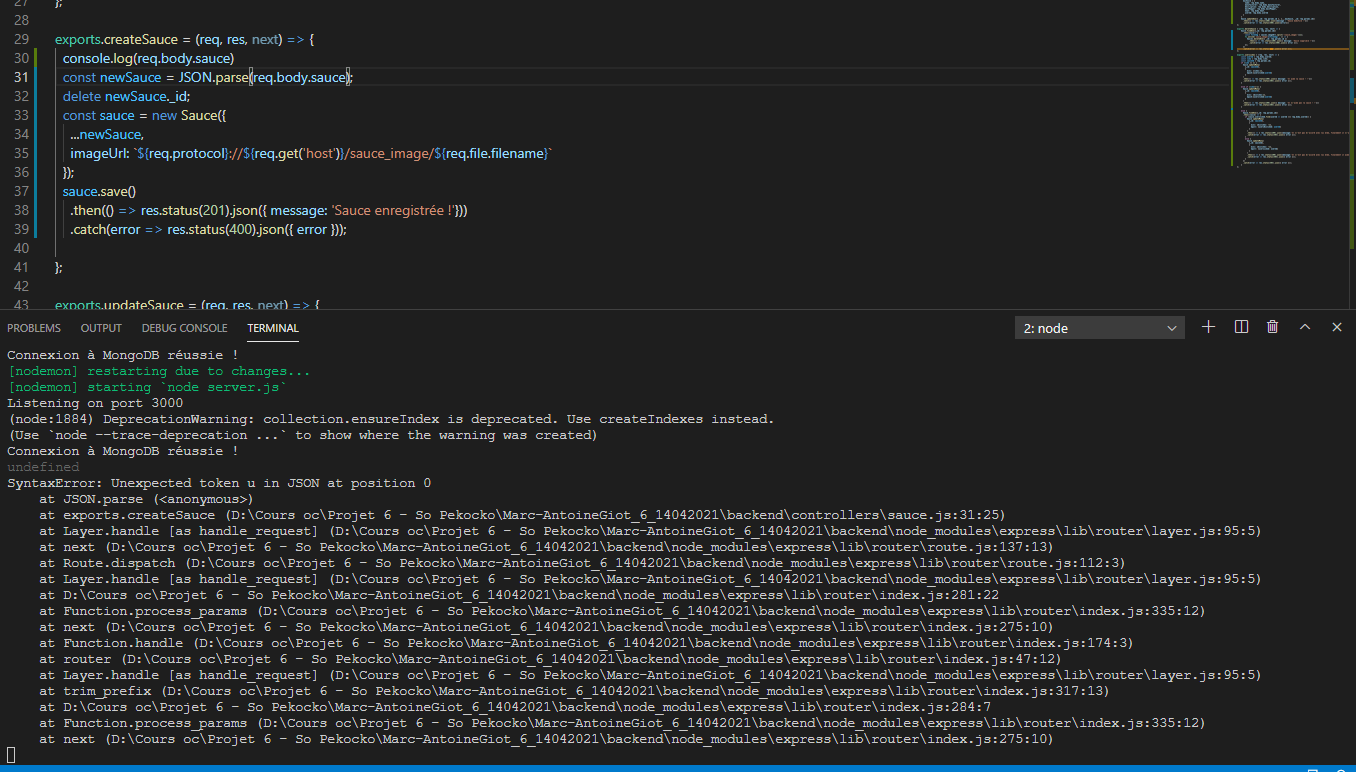 27 };
28
29 exports.createSauce = (req, res, next) => {
30 console.log(req.body.sauce)
31 const newSauce = JSON.parse(req.body.sauce);
32 delete newSauce._id;
33 const sauce = new Sauce({
34 ...newSauce,
35 imageUrl: `${req.protocol}://${req.get('host')}/sauce_image/${req.file.filename}`
36 });
37 sauce.save()
38 .then(() => res.status(201).json({ message: 'Sauce enregistrée !'}))
39 .catch(error => res.status(400).json({ error }));
40
41 };
42
43 exports.updateSauce = (req, res, next) => {
PROBLEMS OUTPUT DEBUG CONSOLE TERMINAL 2: node
Connexion à MongoDB réussie !
[nodemon] restarting due to changes...
[nodemon] starting `node server.js`
Listening on port 3000
(node:1884) DeprecationWarning: collection.ensureIndex is deprecated. Use createIndexes instead.
(Use `node --trace-deprecation ...` to show where the warning was created)
Connexion à MongoDB réussie !
undefined
SyntaxError: Unexpected token u in JSON at position 0
at JSON.parse (<anonymous>)
at exports.createSauce (D:\Cours oc\Projet 6 - So Pekocko\Marc-AntoineGiot_6_14042021\backend\controllers\sauce.js:31:25)
at Layer.handle [as handle_request] (D:\Cours oc\Projet 6 - So Pekocko\Marc-AntoineGiot_6_14042021\backend\node_modules\express\lib\router\layer.js:95:5)
at next (D:\Cours oc\Projet 6 - So Pekocko\Marc-AntoineGiot_6_14042021\backend\node_modules\express\lib\router\route.js:137:13)
at Route.dispatch (D:\Cours oc\Projet 6 - So Pekocko\Marc-AntoineGiot_6_14042021\backend\node_modules\express\lib\router\route.js:112:3)
at Layer.handle [as handle_request] (D:\Cours oc\Projet 6 - So Pekocko\Marc-AntoineGiot_6_14042021\backend\node_modules\express\lib\router\layer.js:95:5)
at D:\Cours oc\Projet 6 - So Pekocko\Marc-AntoineGiot_6_14042021\backend\node_modules\express\lib\router\index.js:281:22
at Function.process_params (D:\Cours oc\Projet 6 - So Pekocko\Marc-AntoineGiot_6_14042021\backend\node_modules\express\lib\router\index.js:335:12)
at next (D:\Cours oc\Projet 6 - So Pekocko\Marc-AntoineGiot_6_14042021\backend\node_modules\express\lib\router\index.js:275:10)
at Function.handle (D:\Cours oc\Projet 6 - So Pekocko\Marc-AntoineGiot_6_14042021\backend\node_modules\express\lib\router\index.js:174:3)
at router (D:\Cours oc\Projet 6 - So Pekocko\Marc-AntoineGiot_6_14042021\backend\node_modules\express\lib\router\index.js:47:12)
at Layer.handle [as handle_request] (D:\Cours oc\Projet 6 - So Pekocko\Marc-AntoineGiot_6_14042021\backend\node_modules\express\lib\router\layer.js:95:5)
at trim_prefix (D:\Cours oc\Projet 6 - So Pekocko\Marc-AntoineGiot_6_14042021\backend\node_modules\express\lib\router\index.js:317:13)
at D:\Cours oc\Projet 6 - So Pekocko\Marc-AntoineGiot_6_14042021\backend\node_modules\express\lib\router\index.js:284:7
at Function.process_params (D:\Cours oc\Projet 6 - So Pekocko\Marc-AntoineGiot_6_14042021\backend\node_modules\express\lib\router\index.js:335:12)
at next (D:\Cours oc\Projet 6 - So Pekocko\Marc-AntoineGiot_6_14042021\backend\node_modules\express\lib\router\index.js:275:10)